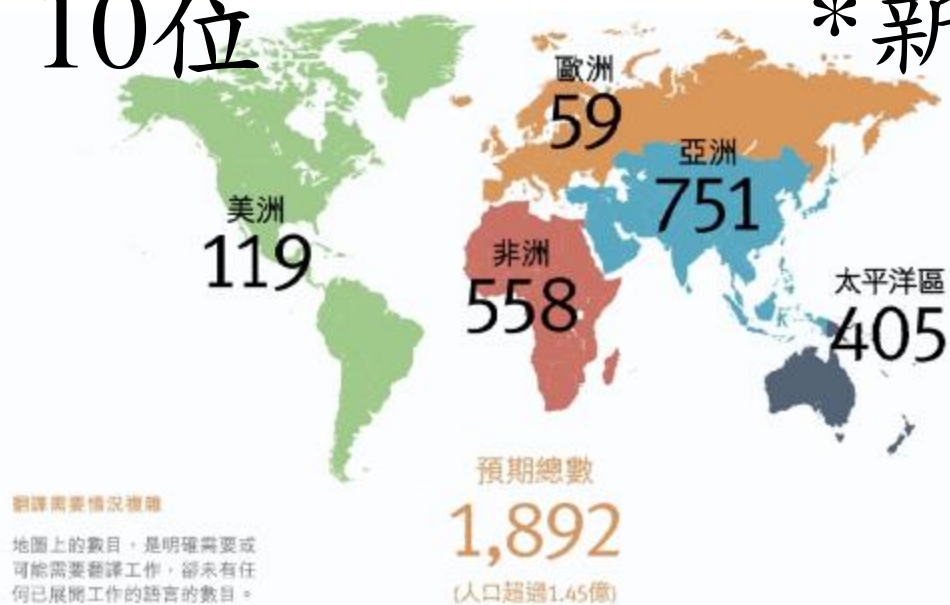 10位
*新
歐洲
59
亞洲
751
美洲
119
非洲
558
太平洋區
405
預期總數
1,892
(人口超過1.45億)
翻譯需要情況複雜
地圖上的數目，是明確需要或
可能需要翻譯工作，卻未有任
何已展開工作的語言的數目。